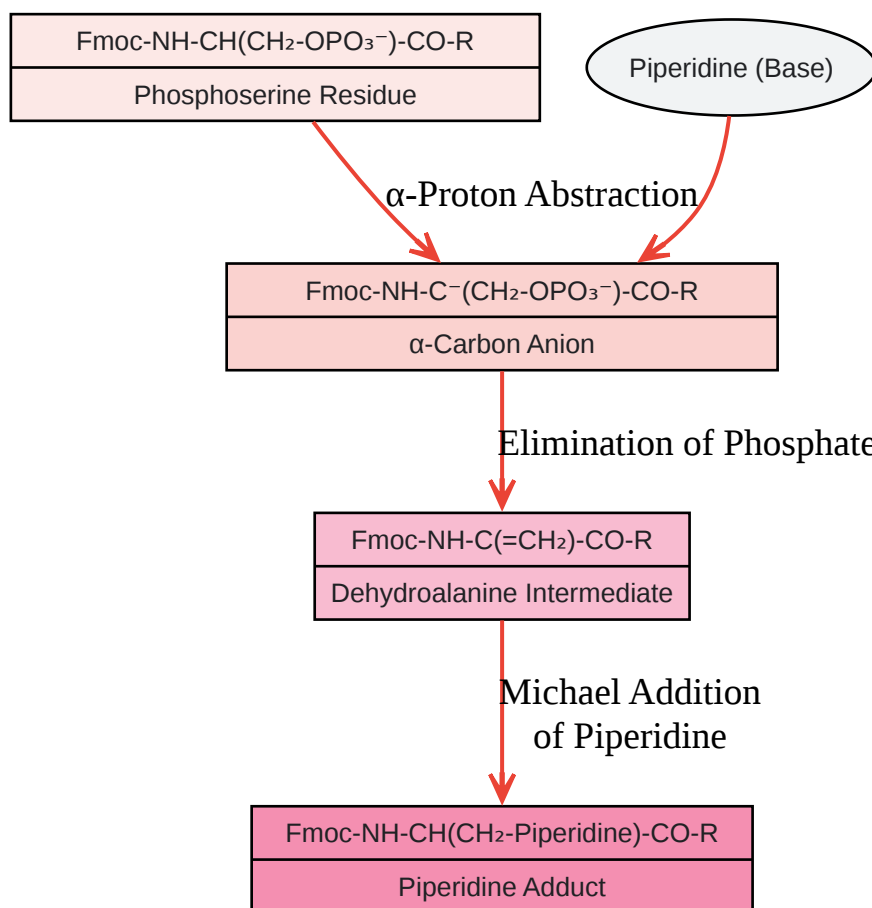 Fmoc-NH-CH(CH₂-OPO₃⁻)-CO-R
Phosphoserine Residue
Piperidine (Base)
α-Proton Abstraction
Fmoc-NH-C⁻(CH₂-OPO₃⁻)-CO-R
α-Carbon Anion
Elimination of Phosphate
Fmoc-NH-C(=CH₂)-CO-R
Dehydroalanine Intermediate
Michael Addition
of Piperidine
Fmoc-NH-CH(CH₂-Piperidine)-CO-R
Piperidine Adduct